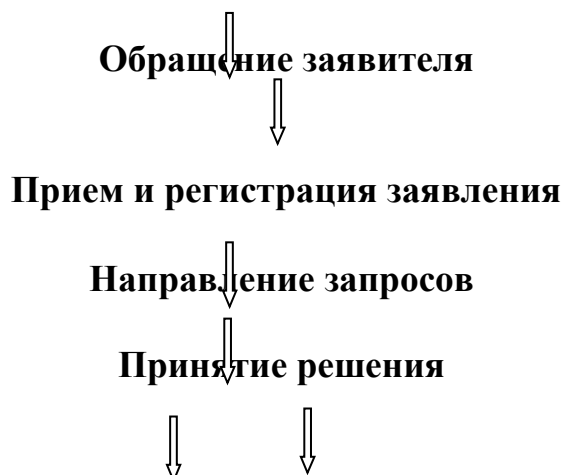 Обращение заявителя
Прием и регистрация заявления
Направление запросов
Принятие решения